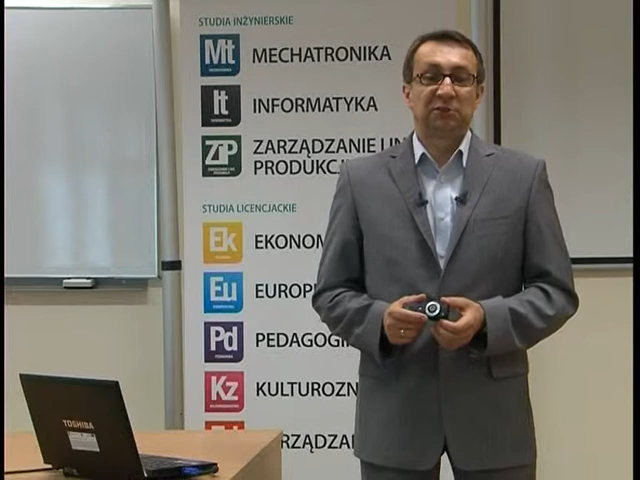 STUDIA INŻYNIERSKIE
Mt
MECHATRONIKA
It
INFORMATYKA
ZP
ZARZĄDZANIE
PRODUKC
STUDIA LICENCJACKIE
Ek
EKONOM
Eu
EUROP
Pd
PEDAGOGI
Kz
KULTUROZN
RZĄDZA
TOSHIBA